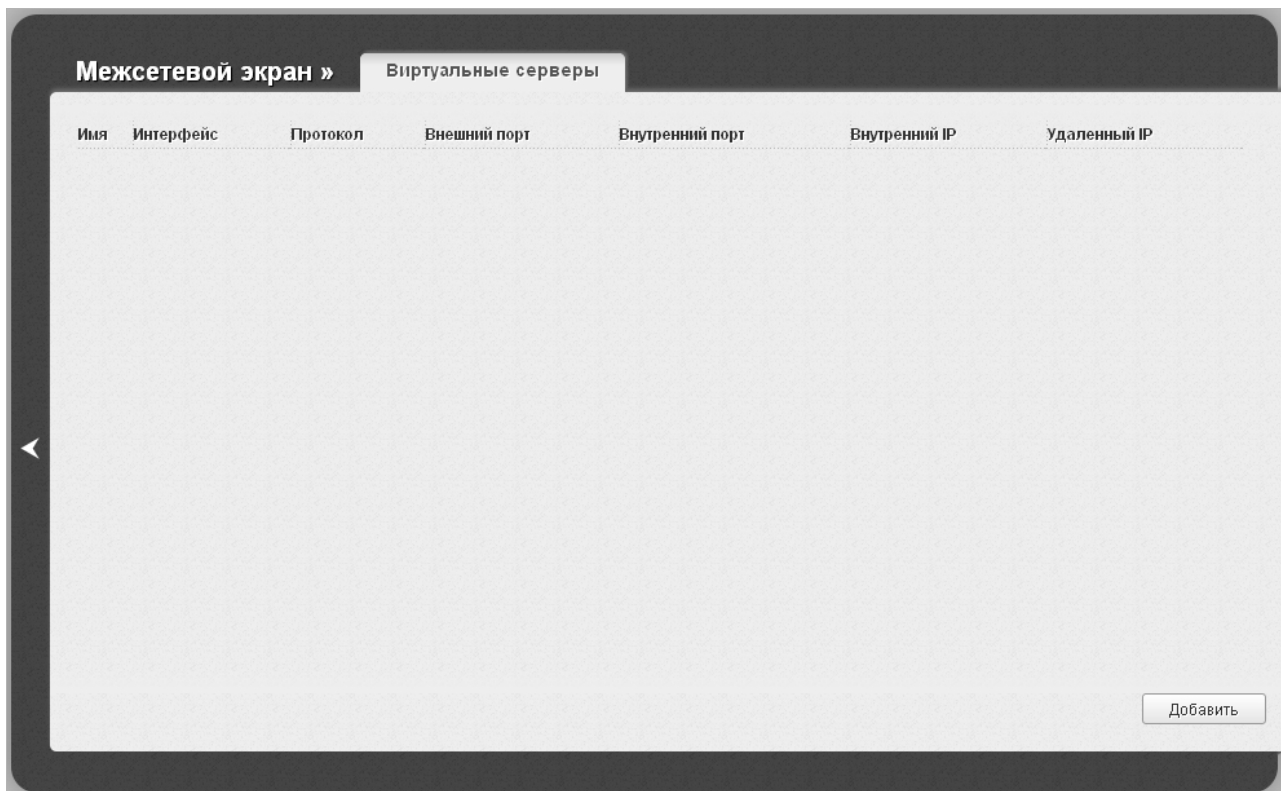 Межсетевой экран » Виртуальные серверы
Имя Интерфейс Протокол Внешний порт Внутренний порт Внутренний IP Удаленный IP
Добавить